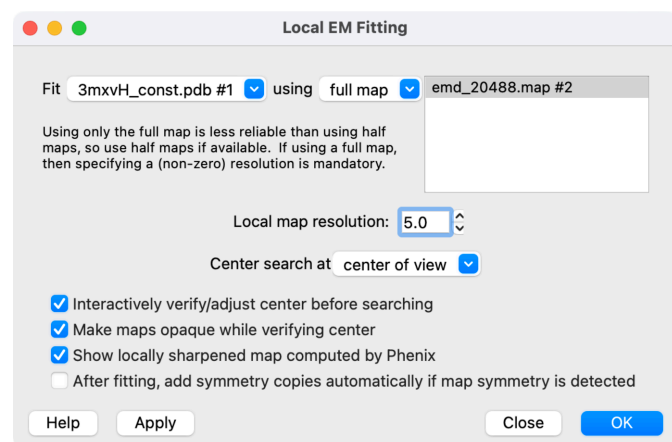 Local EM Fitting
Fit 3mxvH_const.pdb #1 using full map emd_20488.map #2
Using only the full map is less reliable than using half
maps, so use half maps if available. If using a full map,
then specifying a (non-zero) resolution is mandatory.
Local map resolution: 5.0
Center search at center of view
Interactively verify/adjust center before searching
Make maps opaque while verifying center
Show locally sharpened map computed by Phenix
After fitting, add symmetry copies automatically if map symmetry is detected
Help Apply Close OK